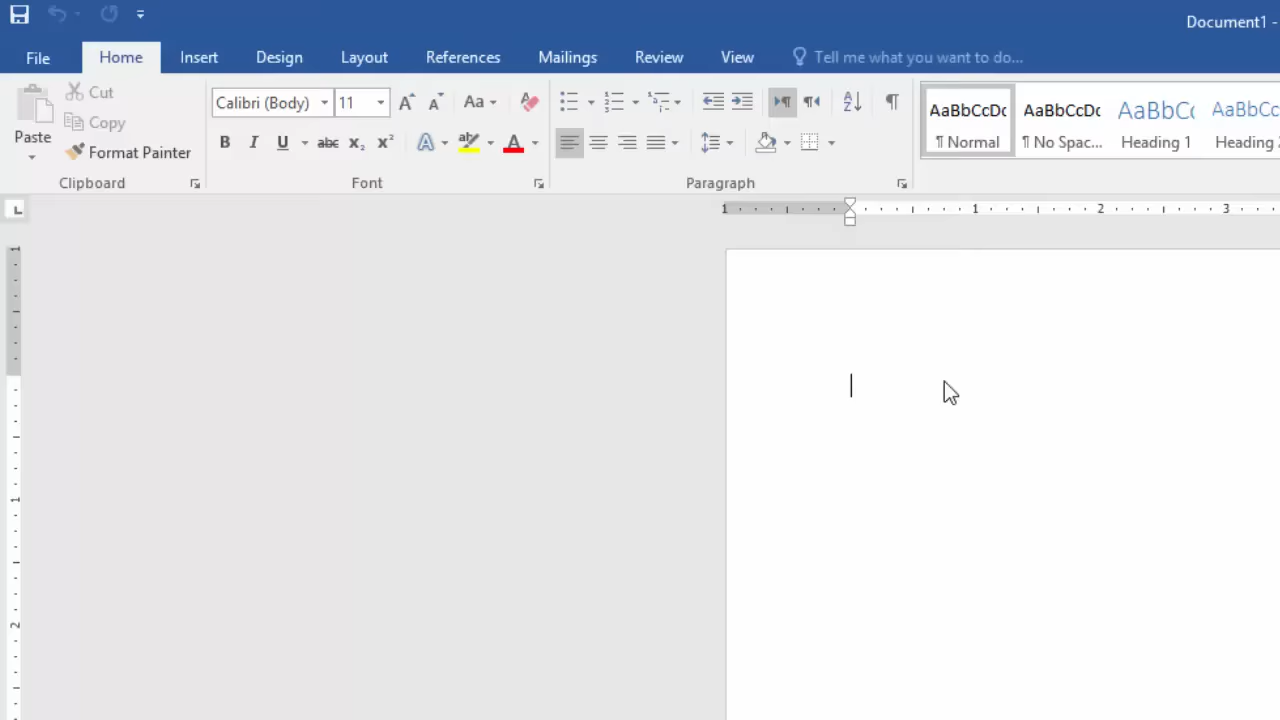 Document1 -
File Home Insert Design Layout References Mailings Review View Tell me what you want to do...
Paste
Cut
Copy
Format Painter
Clipboard
Calibri (Body) 11 Aa
B I U abc x₂ x² A aby A
Font
Paragraph
AaBbCcDc AaBbCcDc AaBbCc AaBbCc
¶ Normal ¶ No Spac... Heading 1 Heading
1 1 2 3
1
1
2